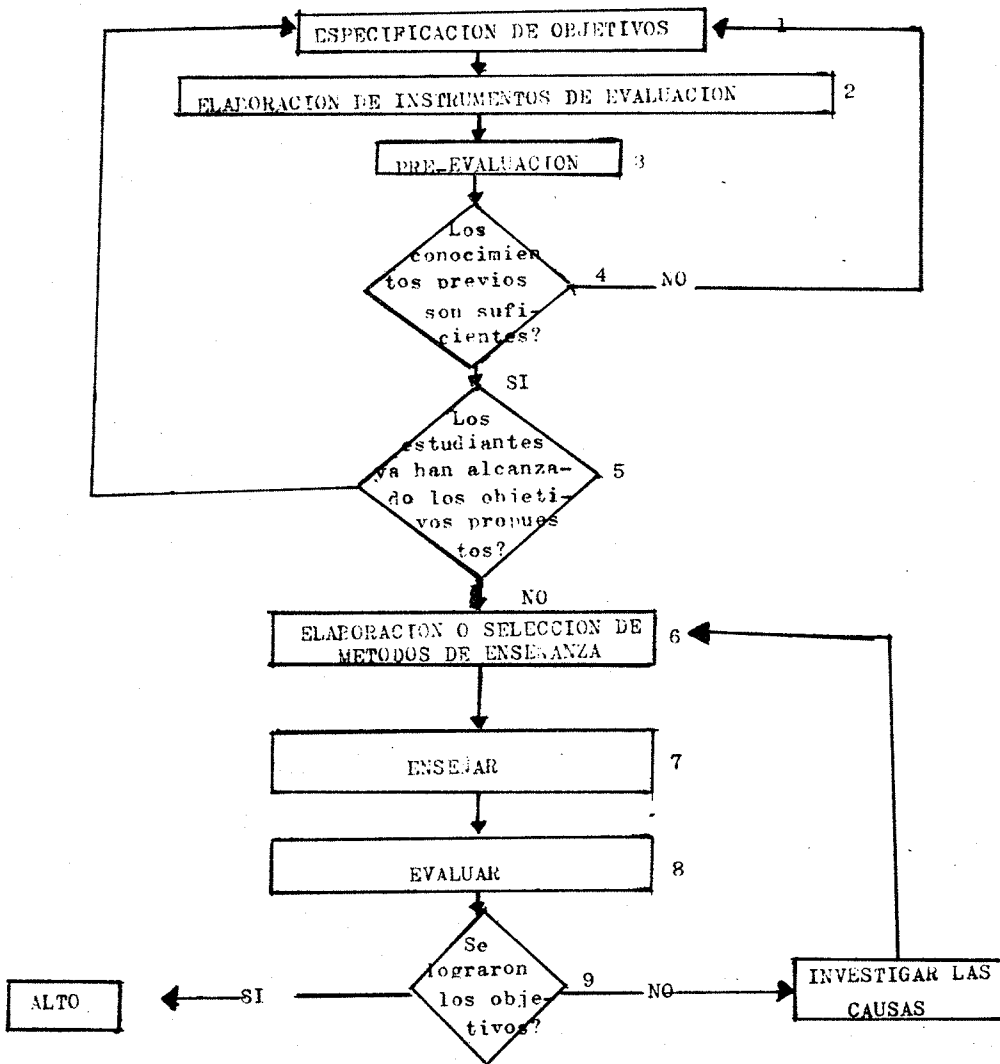 ESPECIFICACION DE OBJETIVOS 1
ELABORACION DE INSTRUMENTOS DE EVALUACION 2
PRE-EVALUACION 3
Los
conocimien
tos previos
son sufi-
cientes?
4 NO
SI
Los
estudiantes
ya han alcanza-
do los objeti-
vos propues
tos?
5
NO
ELABORACION O SELECCION DE
METODOS DE ENSEÑANZA
6
ENSEÑAR 7
EVALUAR 8
Se
lograron
los obje-
tivos?
9
ALTO
SI
NO
INVESTIGAR LAS
CAUSAS